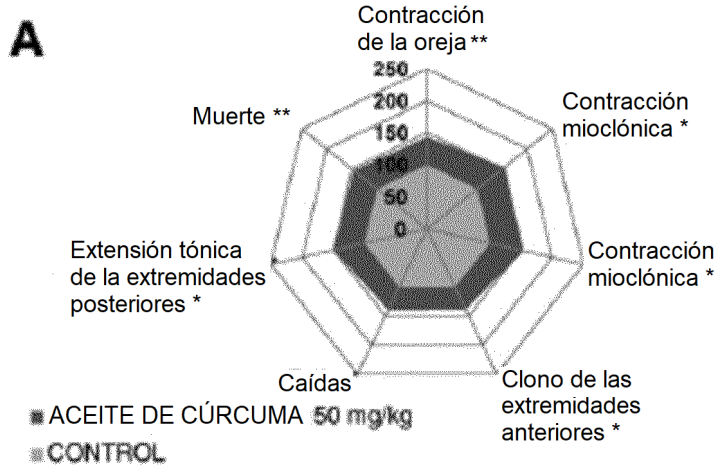 A
Contracción
de la oreja **
250
200
150
100
50
0
Muerte **
Contracción
mioclónica *
Extensión tónica
de la extremidades
posteriores *
Contracción
mioclónica *
Caídas
Clono de las
extremidades
anteriores *
ACEITE DE CÚRCUMA 50 mg/kg
CONTROL